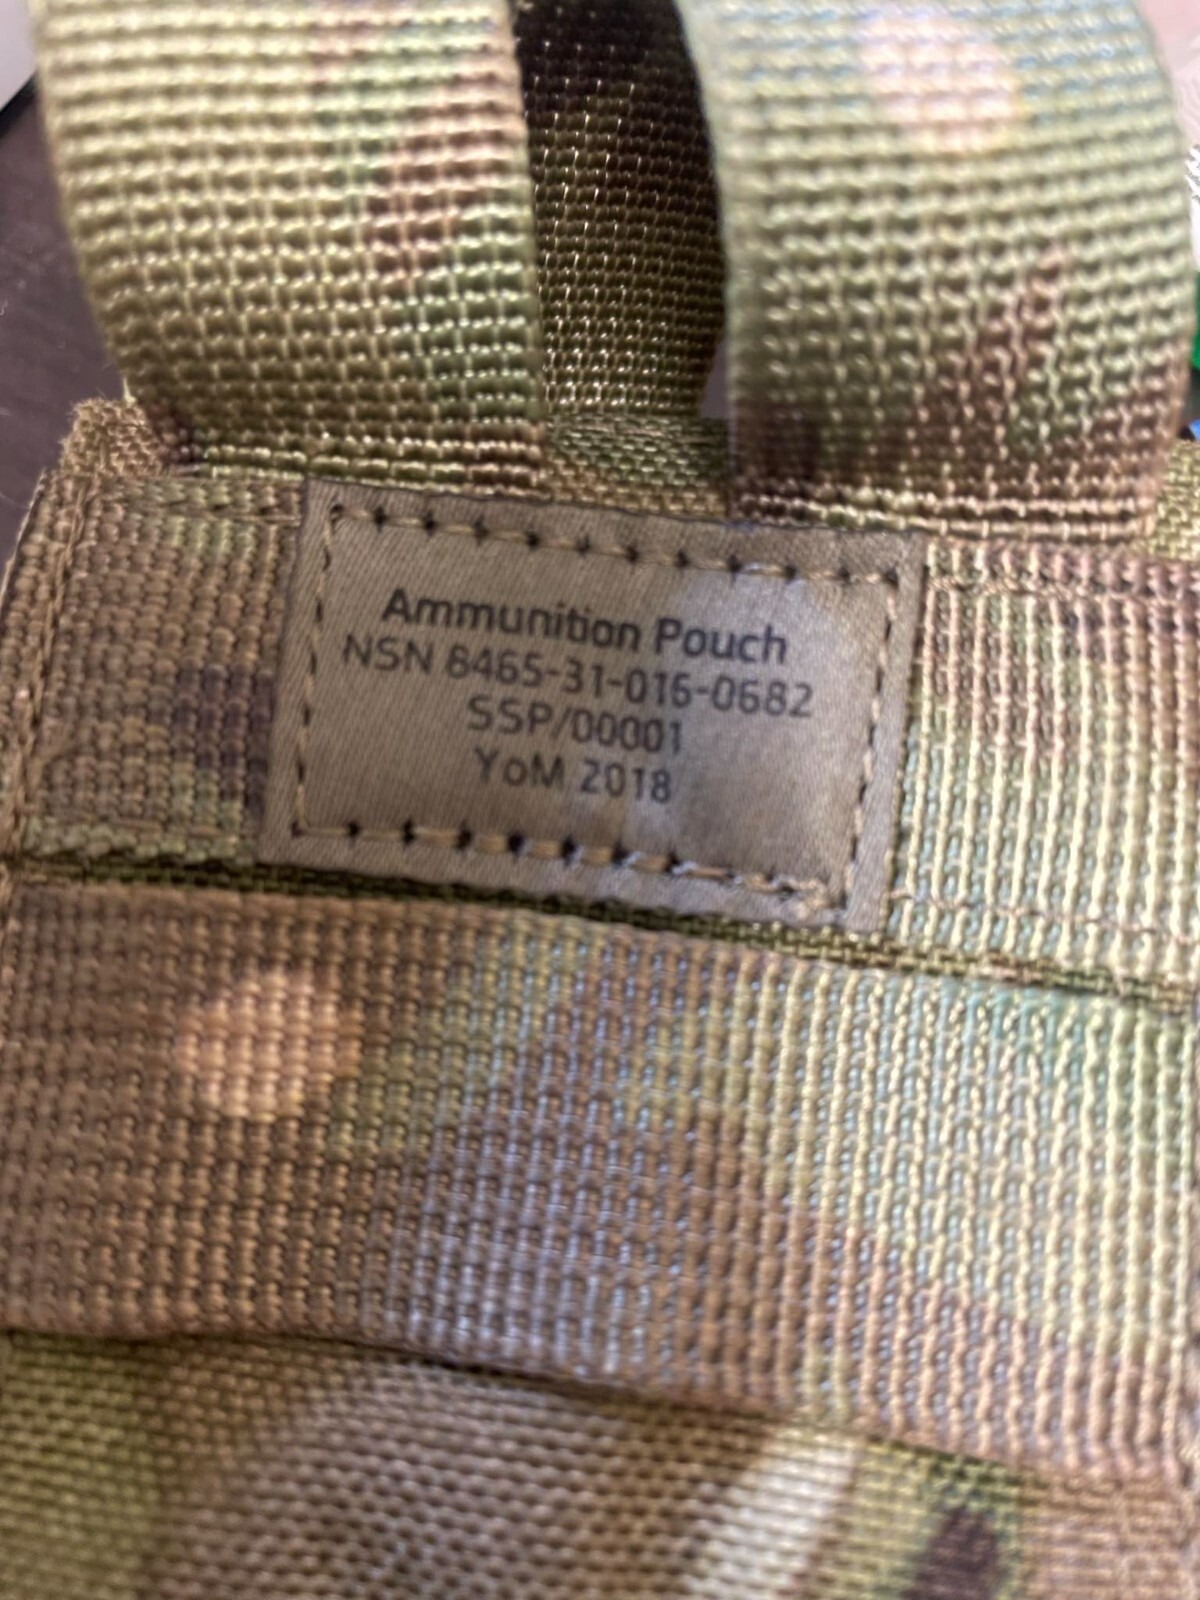 Ammunition Pouch
NSN 8465-31-016-0682
SSP/00001
YoM 2018